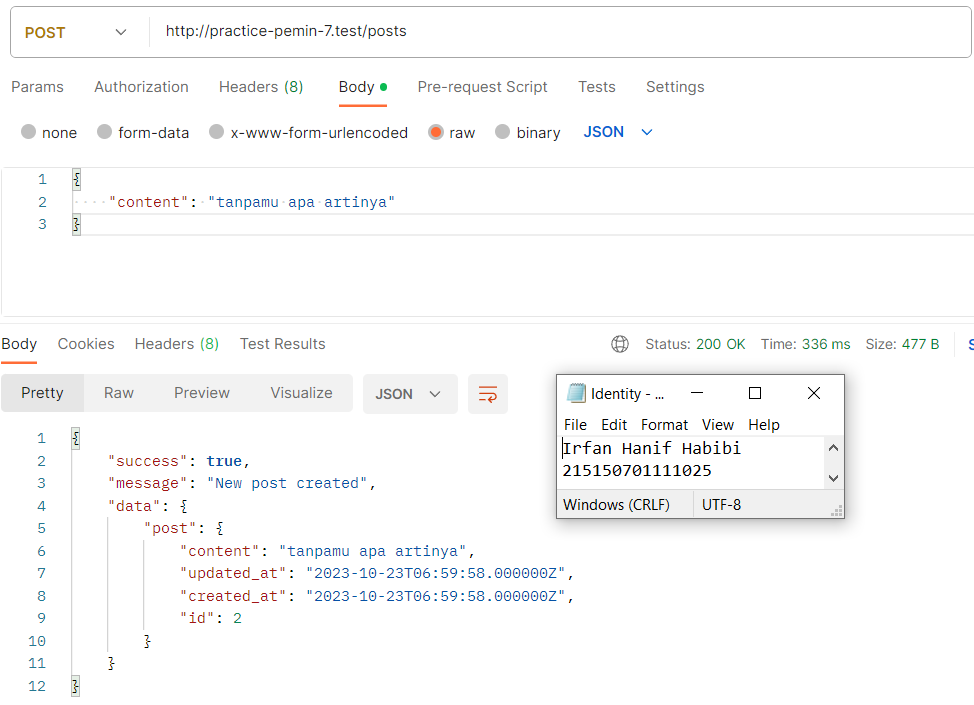 POST http://practice-pemin-7.test/posts
Params Authorization Headers (8) Body Pre-request Script Tests Settings
none form-data x-www-form-urlencoded raw binary JSON
1 {
2 "content": "tanpamu apa artinya"
3 }
Body Cookies Headers (8) Test Results Status: 200 OK Time: 336 ms Size: 477 B S
Pretty Raw Preview Visualize JSON
1 {
2 "success": true,
3 "message": "New post created",
4 "data": {
5 "post": {
6 "content": "tanpamu apa artinya",
7 "updated_at": "2023-10-23T06:59:58.000000Z",
8 "created_at": "2023-10-23T06:59:58.000000Z",
9 "id": 2
10 }
11 }
12 }
Identity - ...
File Edit Format View Help
Irfan Hanif Habibi
215150701111025
Windows (CRLF) UTF-8